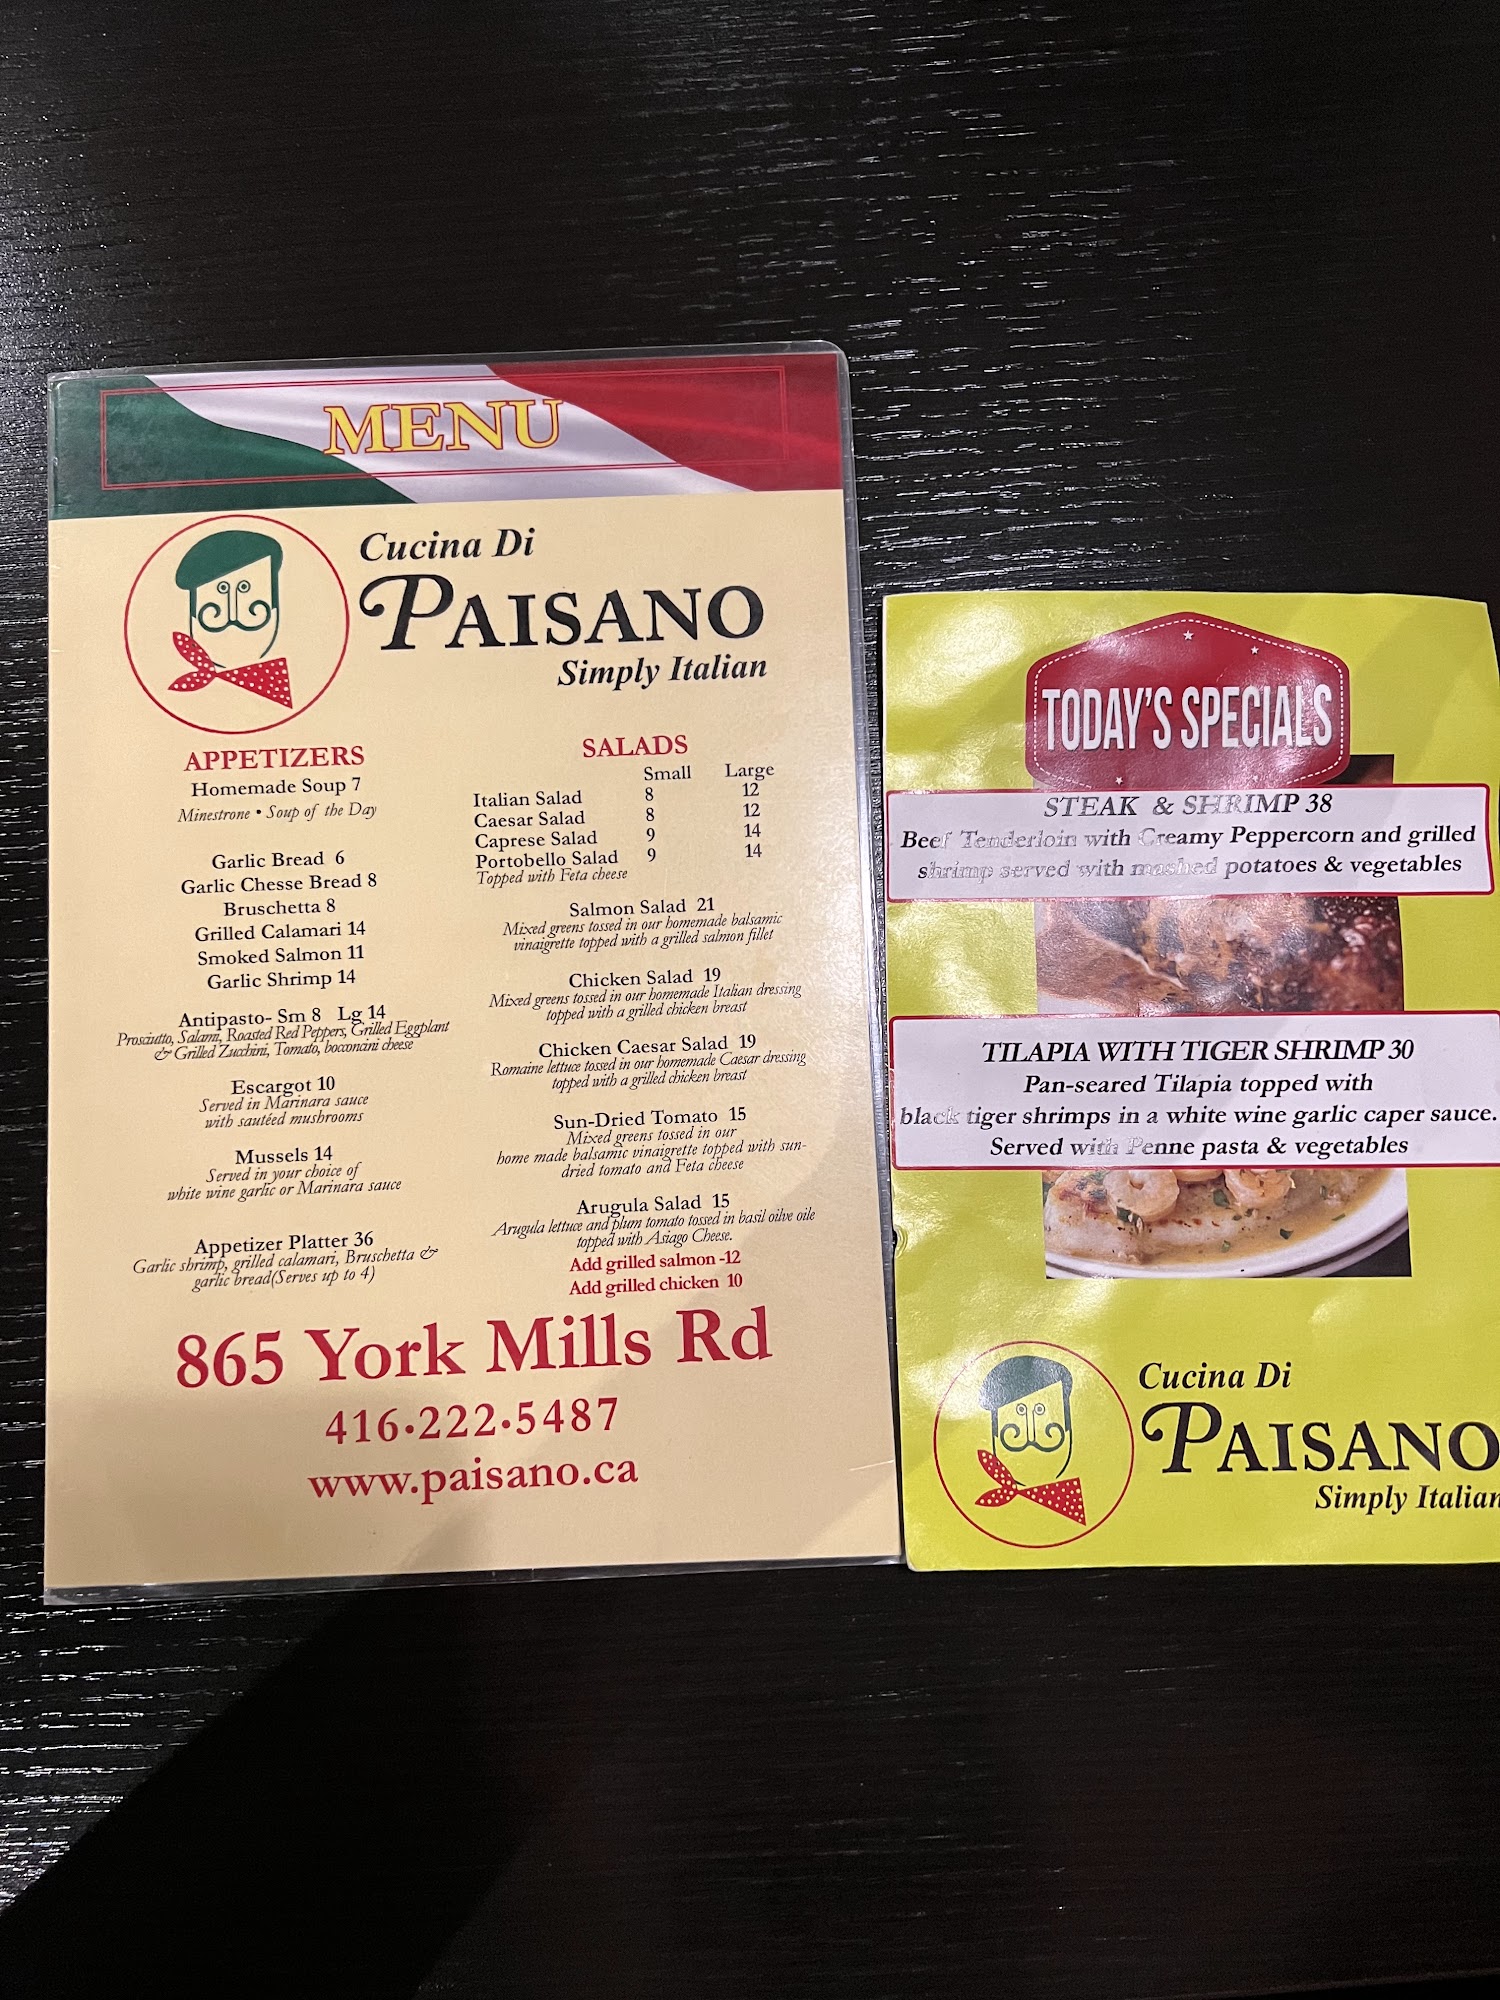 MENU
Cucina Di
PAISANO
Simply Italian
APPETIZERS
Homemade Soup 7
Minestrone • Soup of the Day
Garlic Bread 6
Garlic Chesse Bread 8
Bruschetta 8
Grilled Calamari 14
Smoked Salmon 11
Garlic Shrimp 14
Antipasto- Sm 8 Lg 14
Prosciutto, Salami, Roasted Red Peppers, Grilled Eggplant
& Grilled Zucchini, Tomato, bocconcini cheese
Escargot 10
Served in Marinara sauce
with sautéed mushrooms
Mussels 14
Served in your choice of
white wine garlic or Marinara sauce
Appetizer Platter 36
Garlic shrimp, grilled calamari, Bruschetta &
garlic bread(Serves up to 4)
SALADS
Small Large
Italian Salad 8 12
Caesar Salad 8 12
Caprese Salad 9 14
Portobello Salad 9 14
Topped with Feta cheese
Salmon Salad 21
Mixed greens tossed in our homemade balsamic
vinaigrette topped with a grilled salmon fillet
Chicken Salad 19
Mixed greens tossed in our homemade Italian dressing
topped with a grilled chicken breast
Chicken Caesar Salad 19
Romaine lettuce tossed in our homemade Caesar dressing
topped with a grilled chicken breast
Sun-Dried Tomato 15
Mixed greens tossed in our
home made balsamic vinaigrette topped with sun-
dried tomato and Feta cheese
Arugula Salad 15
Arugula lettuce and plum tomato tossed in basil oilve oile
topped with Asiago Cheese.
Add grilled salmon -12
Add grilled chicken 10
865 York Mills Rd
416•222•5487
www.paisano.ca
TODAY'S SPECIALS
STEAK & SHRIMP 38
Beef Tenderloin with Creamy Peppercorn and grilled
shrimp served with mashed potatoes & vegetables
TILAPIA WITH TIGER SHRIMP 30
Pan-seared Tilapia topped with
black tiger shrimps in a white wine garlic caper sauce.
Served with Penne pasta & vegetables
Cucina Di
PAISANO
Simply Italian